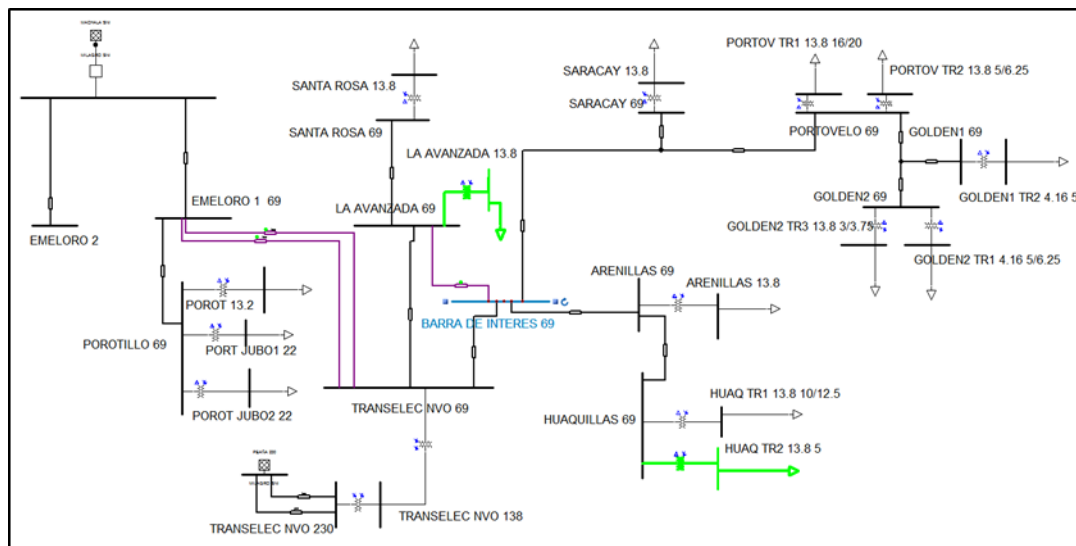 MACHALA SIN
MILAGRO SIN
EMELORO 2
EMELORO 1 69
SANTA ROSA 13.8
SANTA ROSA 69
LA AVANZADA 13.8
LA AVANZADA 69
SARACAY 13.8
SARACAY 69
PORTOV TR1 13.8 16/20
PORTOV TR2 13.8 5/6.25
PORTOVELO 69
GOLDEN1 69
GOLDEN1 TR2 4.16 5
GOLDEN2 69
GOLDEN2 TR3 13.8 3/3.75
GOLDEN2 TR1 4.16 5/6.25
ARENILLAS 69
ARENILLAS 13.8
BARRA DE INTERES 69
POROT 13.2
PORT JUBO1 22
POROTILLO 69
POROT JUBO2 22
TRANSELEC NVO 69
HUAQUILLAS 69
HUAQ TR1 13.8 10/12.5
HUAQ TR2 13.8 5
TRANSELEC NVO 230
TRANSELEC NVO 138